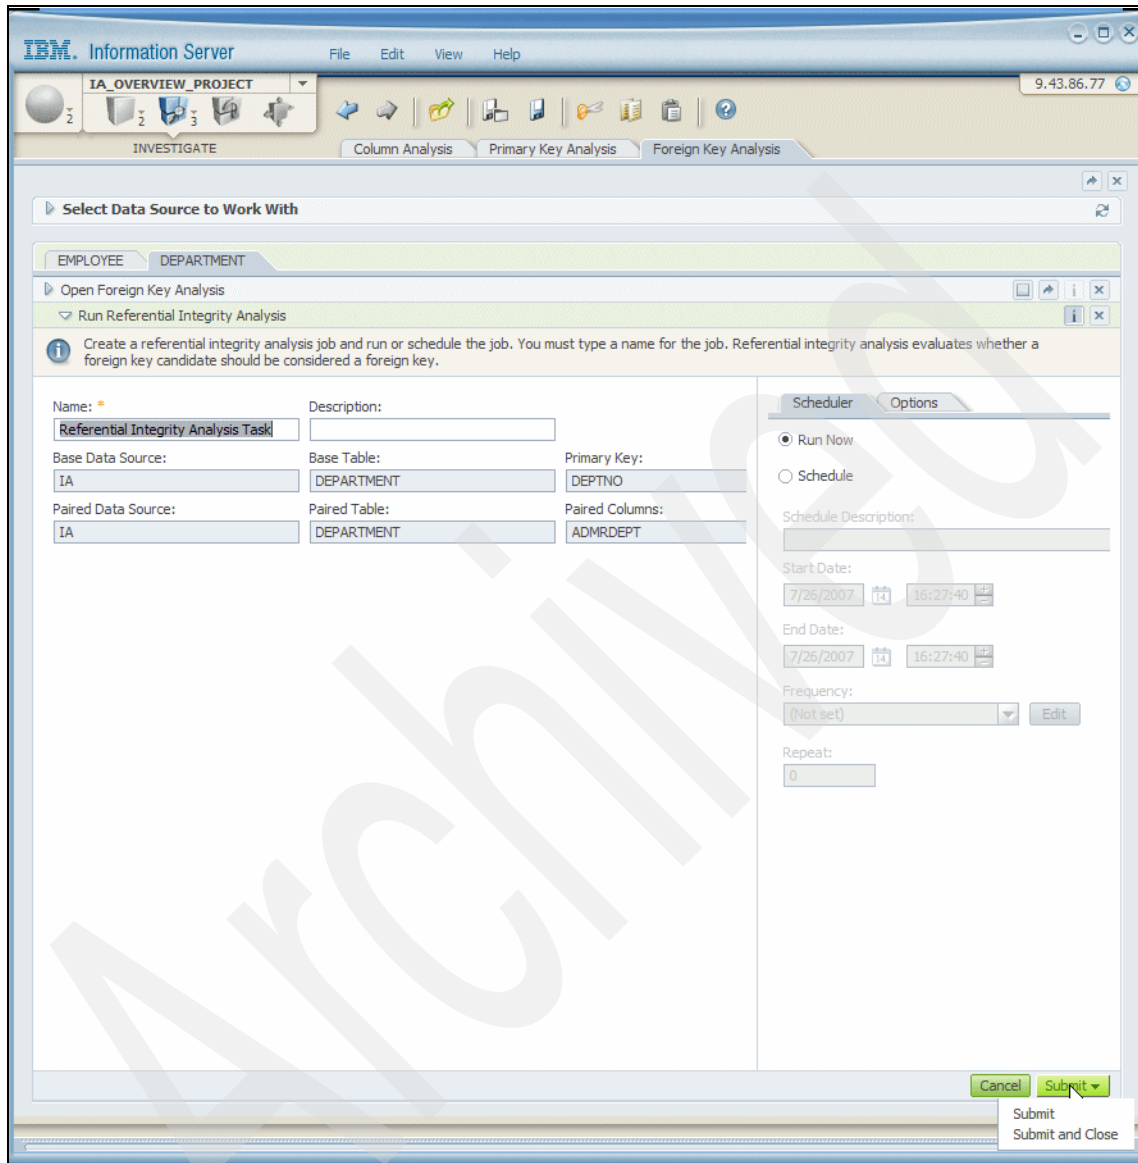 IBM. Information Server
File Edit View Help
IA_OVERVIEW_PROJECT
9.43.86.77
2 2 3
INVESTIGATE
Column Analysis Primary Key Analysis Foreign Key Analysis
Select Data Source to Work With
EMPLOYEE DEPARTMENT
Open Foreign Key Analysis
Run Referential Integrity Analysis
Create a referential integrity analysis job and run or schedule the job. You must type a name for the job. Referential integrity analysis evaluates whether a
foreign key candidate should be considered a foreign key.
Name: * Description:
Referential Integrity Analysis Task
Base Data Source: Base Table: Primary Key:
IA DEPARTMENT DEPTNO
Paired Data Source: Paired Table: Paired Columns:
IA DEPARTMENT ADMRDEPT
Scheduler Options
Run Now
Schedule
Schedule Description:
Start Date:
7/26/2007 14 16:27:40
End Date:
7/26/2007 14 16:27:40
Frequency:
(Not set) Edit
Repeat:
0
Cancel Submit
Submit
Submit and Close
Archived